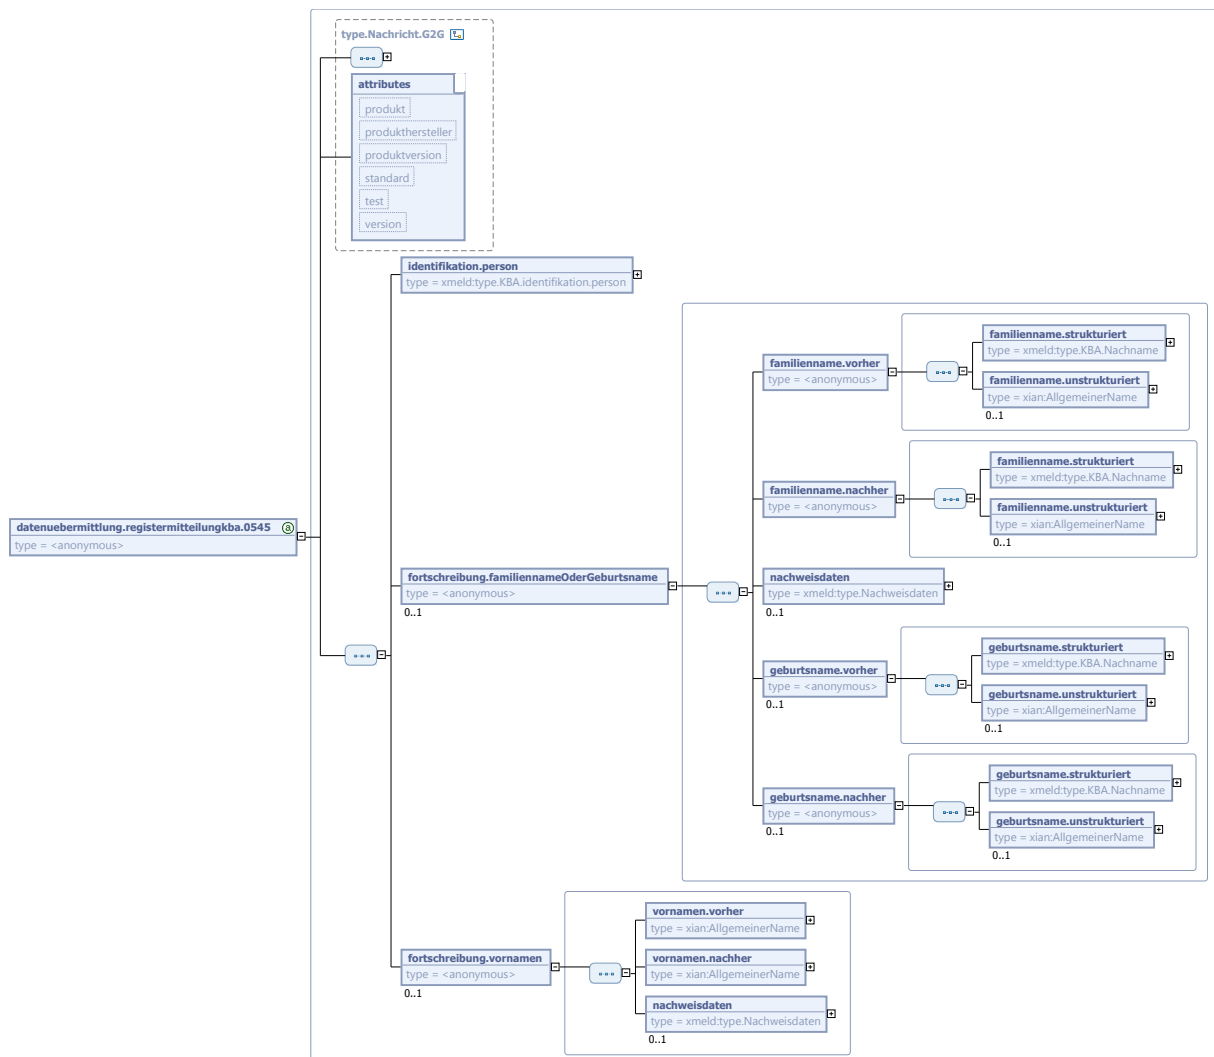 type.Nachricht.G2G
attributes
produkt
produkthersteller
produktversion
standard
test
version
identifikation.person
type = xmeld:type.KBA.identifikation.person
familienname.strukturiert
type = xmeld:type.KBA.Nachname
familienname.vorher
type = <anonymous>
familienname.unstrukturiert
type = xian:AllgemeinerName
0..1
familienname.strukturiert
type = xmeld:type.KBA.Nachname
familienname.nachher
type = <anonymous>
familienname.unstrukturiert
type = xian:AllgemeinerName
0..1
datenuebermittlung.registermitteilungkba.0545 a
type = <anonymous>
fortschreibung.familiennameOderGeburtsname
type = <anonymous>
0..1
nachweisdaten
type = xmeld:type.Nachweisdaten
0..1
geburtsname.strukturiert
type = xmeld:type.KBA.Nachname
geburtsname.vorher
type = <anonymous>
0..1
geburtsname.unstrukturiert
type = xian:AllgemeinerName
0..1
geburtsname.strukturiert
type = xmeld:type.KBA.Nachname
geburtsname.nachher
type = <anonymous>
0..1
geburtsname.unstrukturiert
type = xian:AllgemeinerName
0..1
vornamen.vorher
type = xian:AllgemeinerName
fortschreibung.vornamen
type = <anonymous>
0..1
vornamen.nachher
type = xian:AllgemeinerName
nachweisdaten
type = xmeld:type.Nachweisdaten
0..1